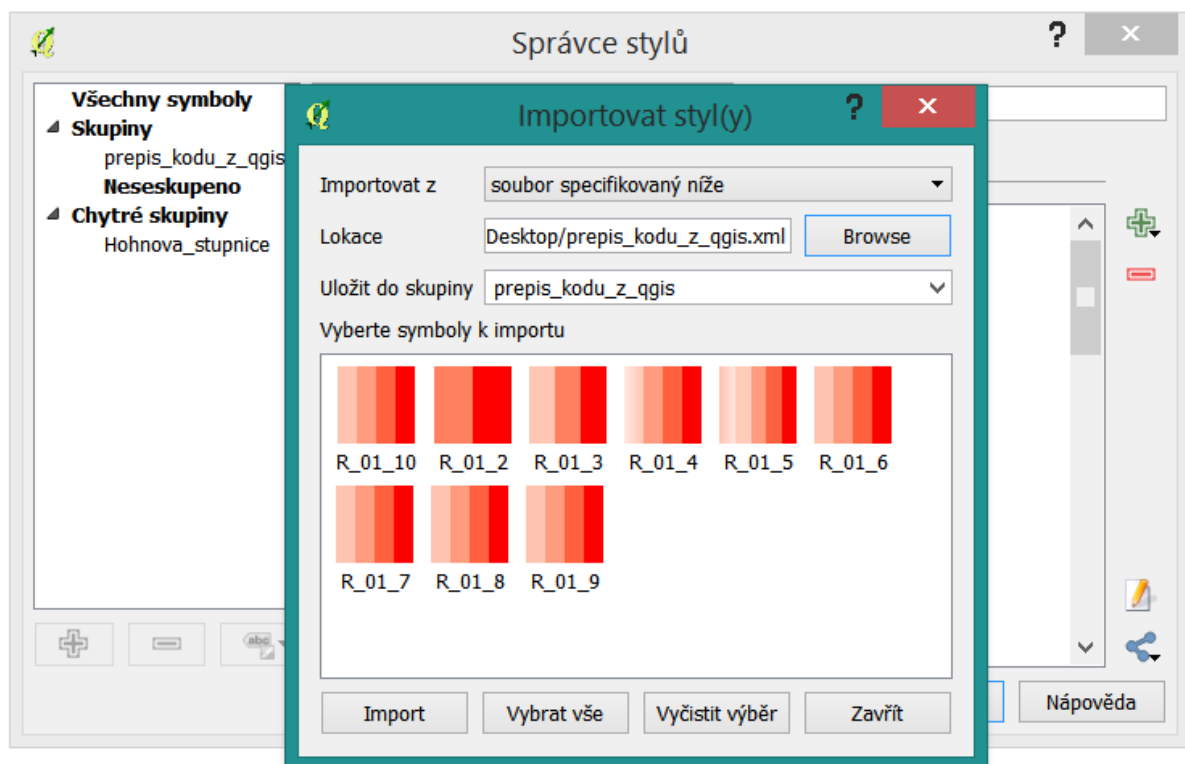 Správce stylů
?
Všechny symboly
Skupiny
prepis_kodu_z_qgis
Neseskupeno
Chytré skupiny
Hohnova_stupnice
Importovat styl(y)
?
Importovat z
soubor specifikovaný níže
Lokace
Desktop/prepis_kodu_z_qgis.xml
Browse
Uložit do skupiny
prepis_kodu_z_qgis
Vyberte symboly k importu
R_01_10 R_01_2 R_01_3 R_01_4 R_01_5 R_01_6
R_01_7 R_01_8 R_01_9
Import
Vybrat vše
Vyčistit výběr
Zavřít
abc
Nápověda